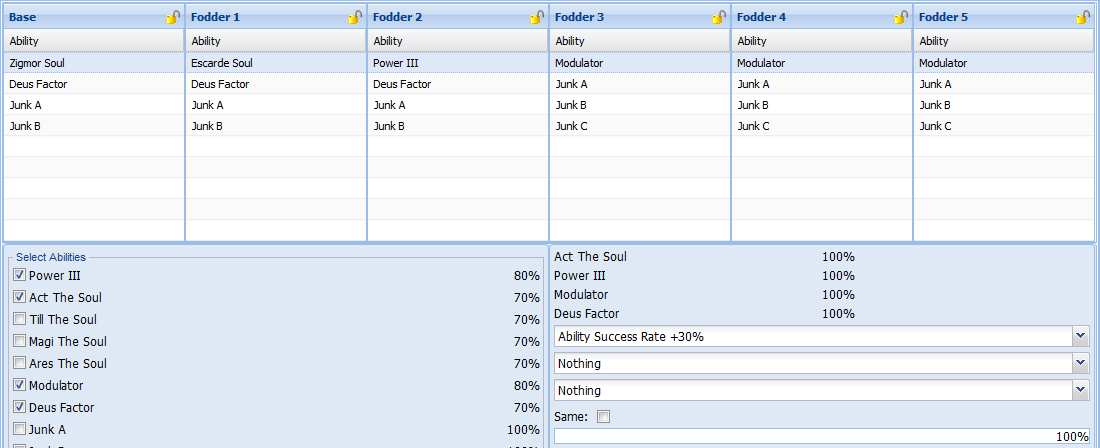 Base Fodder 1 Fodder 2 Fodder 3 Fodder 4 Fodder 5
Ability Ability Ability Ability Ability Ability
Zigmor Soul Escarde Soul Power III Modulator Modulator Modulator
Deus Factor Deus Factor Deus Factor Junk A Junk A Junk A
Junk A Junk A Junk A Junk B Junk B Junk B
Junk B Junk B Junk B Junk C Junk C Junk C
Select Abilities
Power III 80%
Act The Soul 70%
Till The Soul 70%
Magi The Soul 70%
Ares The Soul 70%
Modulator 80%
Deus Factor 70%
Junk A 100%
Act The Soul 100%
Power III 100%
Modulator 100%
Deus Factor 100%
Ability Success Rate +30%
Nothing
Nothing
Same:
100%